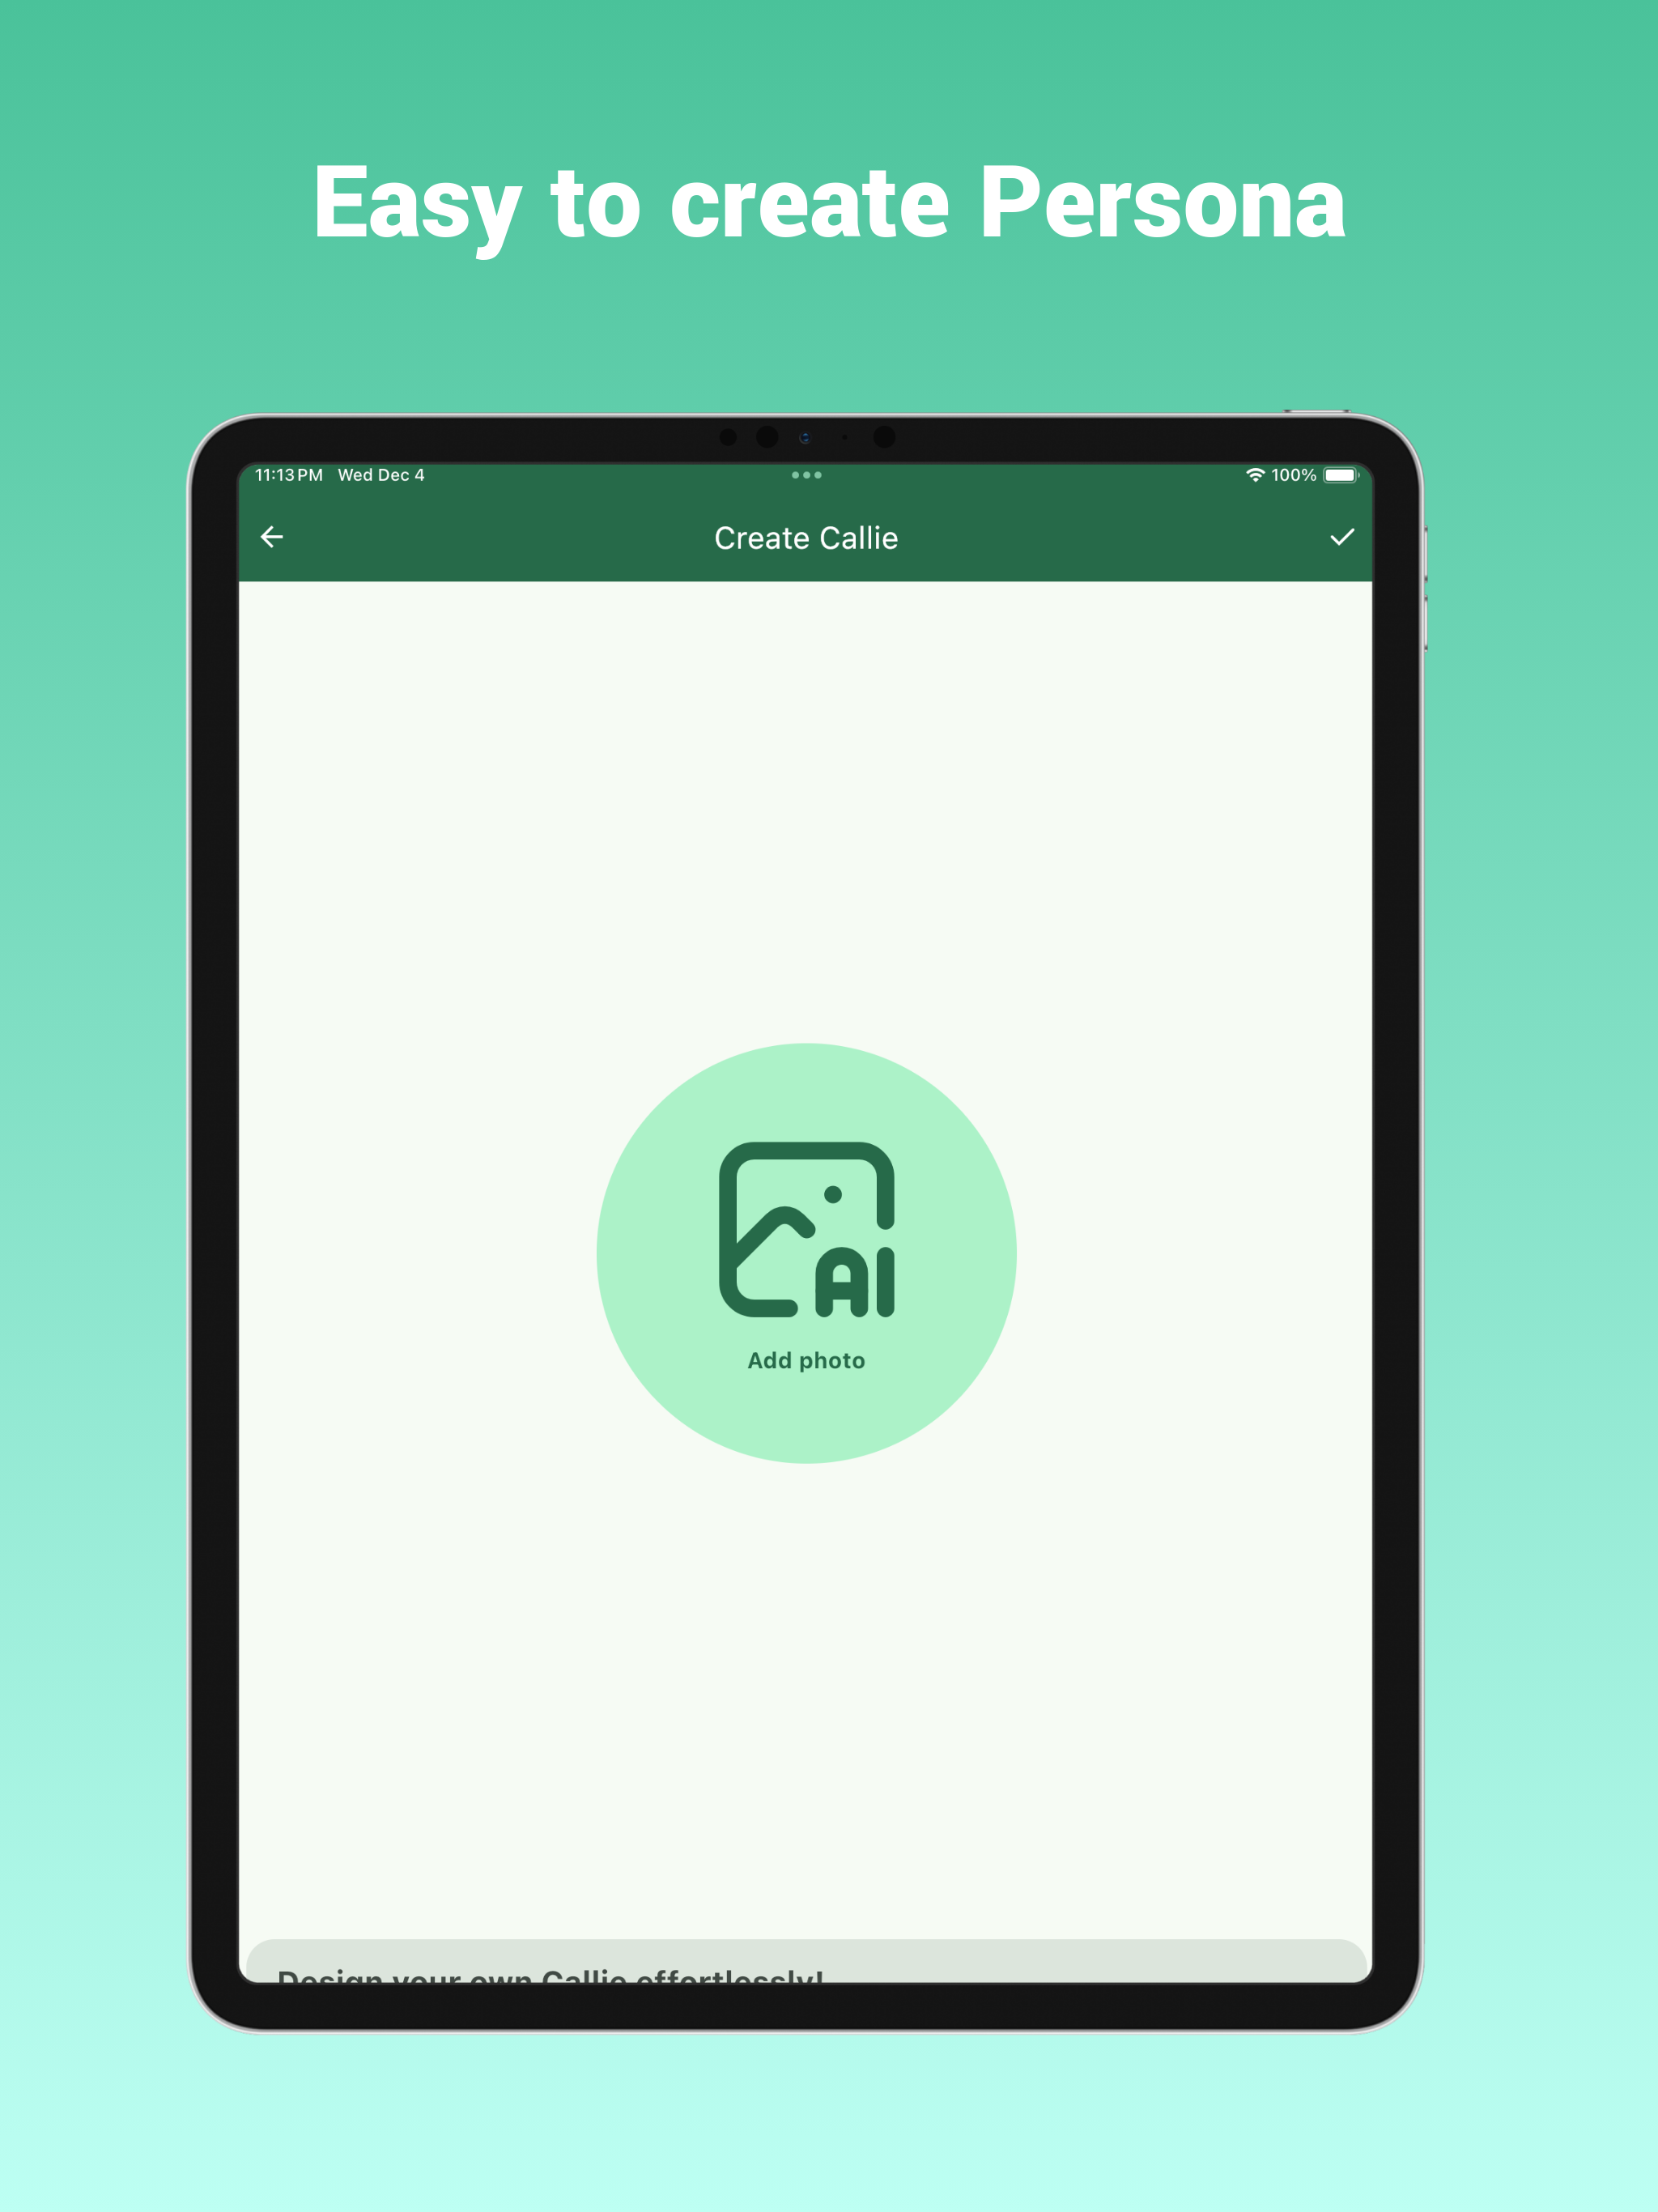 Easy to create Persona
11:13 PM Wed Dec 4
100%
Create Callie
AI
Add photo
Design your own Callie effortlessly!